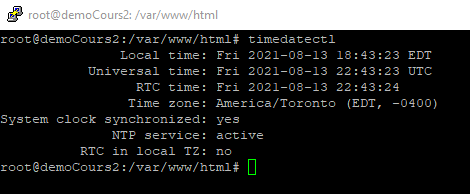 root@demoCours2: /var/www/html
root@demoCours2:/var/www/html# timedatectl
Local time: Fri 2021-08-13 18:43:23 EDT
Universal time: Fri 2021-08-13 22:43:23 UTC
RTC time: Fri 2021-08-13 22:43:24
Time zone: America/Toronto (EDT, -0400)
System clock synchronized: yes
NTP service: active
RTC in local TZ: no
root@demoCours2:/var/www/html#